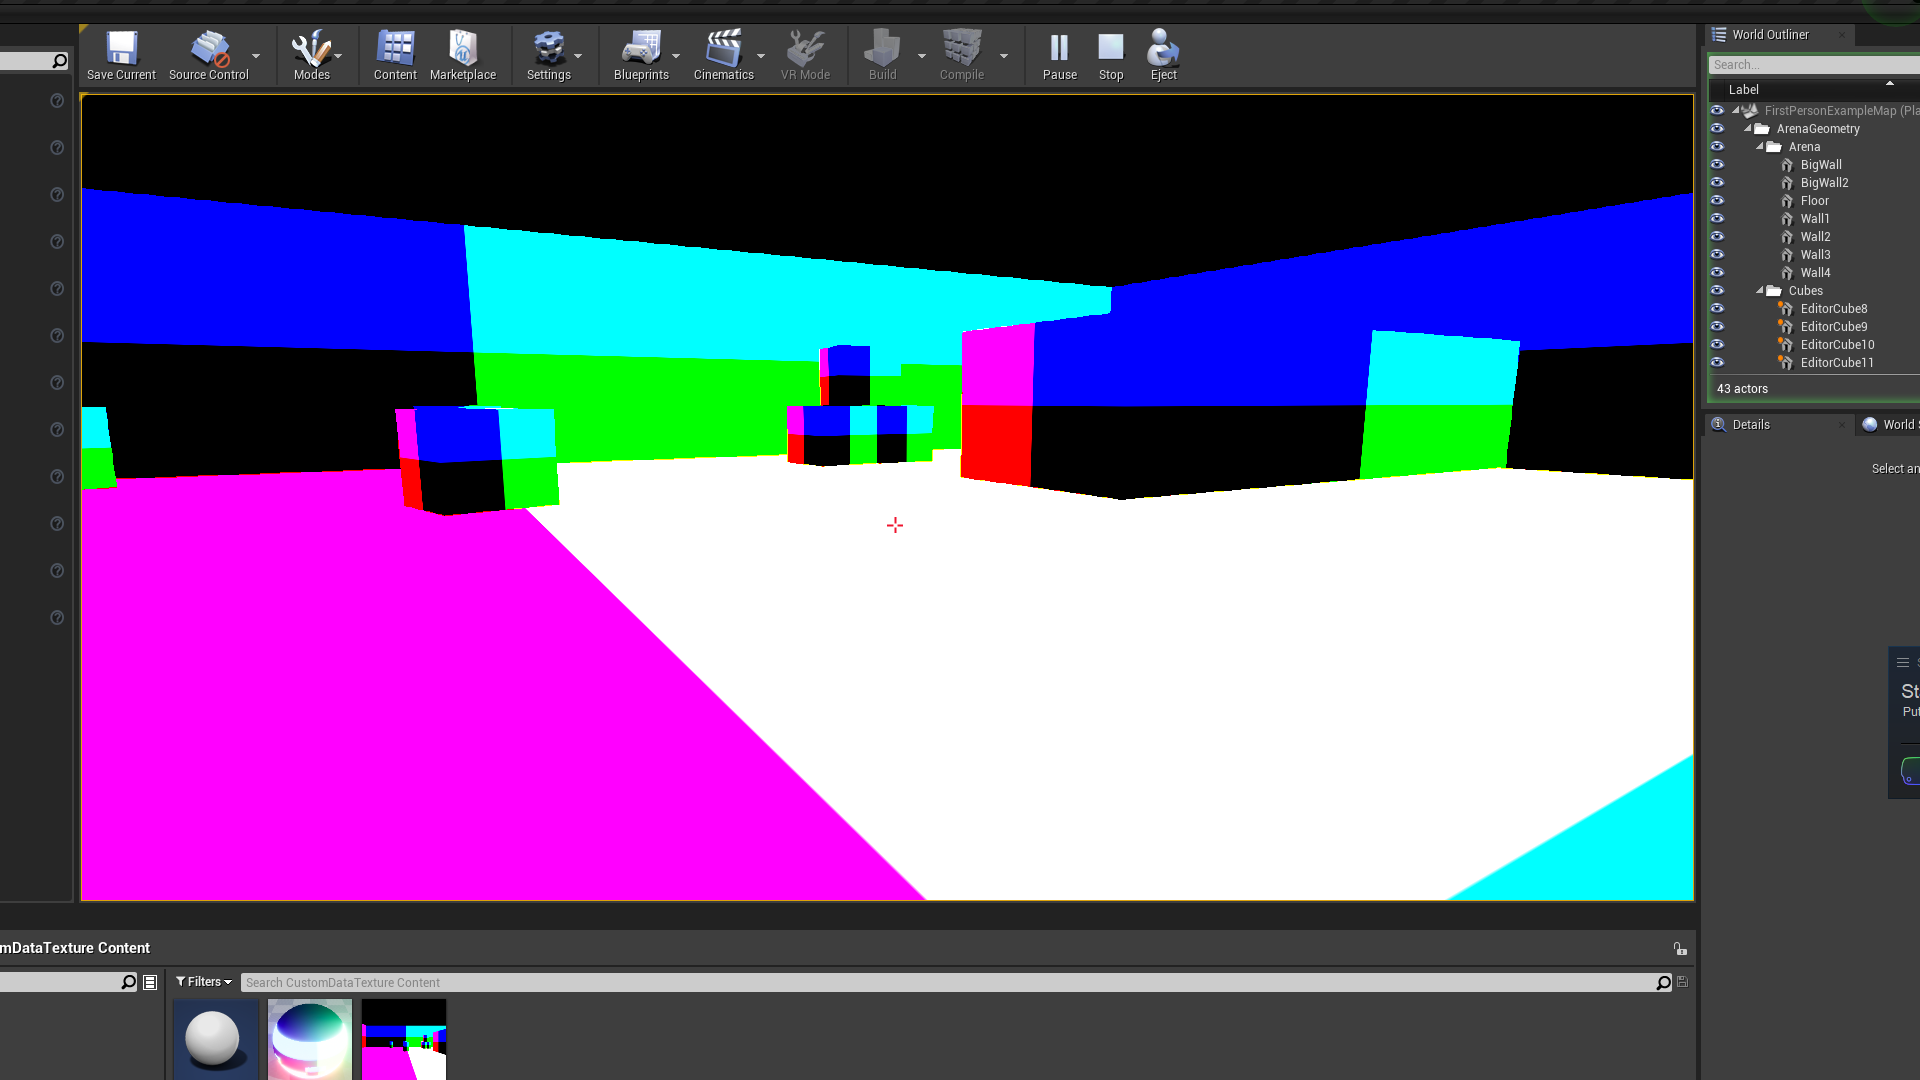 Save Current
Source Control
Modes
Content
Marketplace
Settings
Blueprints
Cinematics
VR Mode
Build
Compile
Pause
Stop
Eject
World Outliner
Search...
Label
FirstPersonExampleMap (Pla
ArenaGeometry
Arena
BigWall
BigWall2
Floor
Wall1
Wall2
Wall3
Wall4
Cubes
EditorCube8
EditorCube9
EditorCube10
EditorCube11
43 actors
Details
World S
Select an
St
Put
mDataTexture Content
Filters
Search CustomDataTexture Content